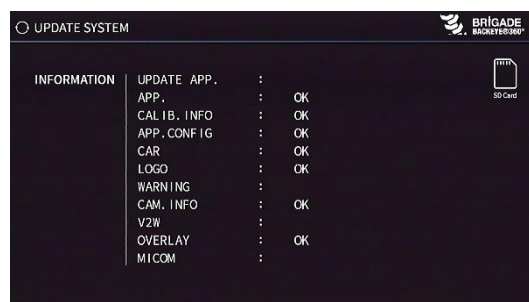 UPDATE SYSTEM
BRIGADE
BACKEYE®360°
SD Card
INFORMATION
UPDATE APP. :
APP. : OK
CALIB. INFO : OK
APP.CONFIG : OK
CAR : OK
LOGO : OK
WARNING :
CAM. INFO : OK
V2W :
OVERLAY : OK
MICOM :